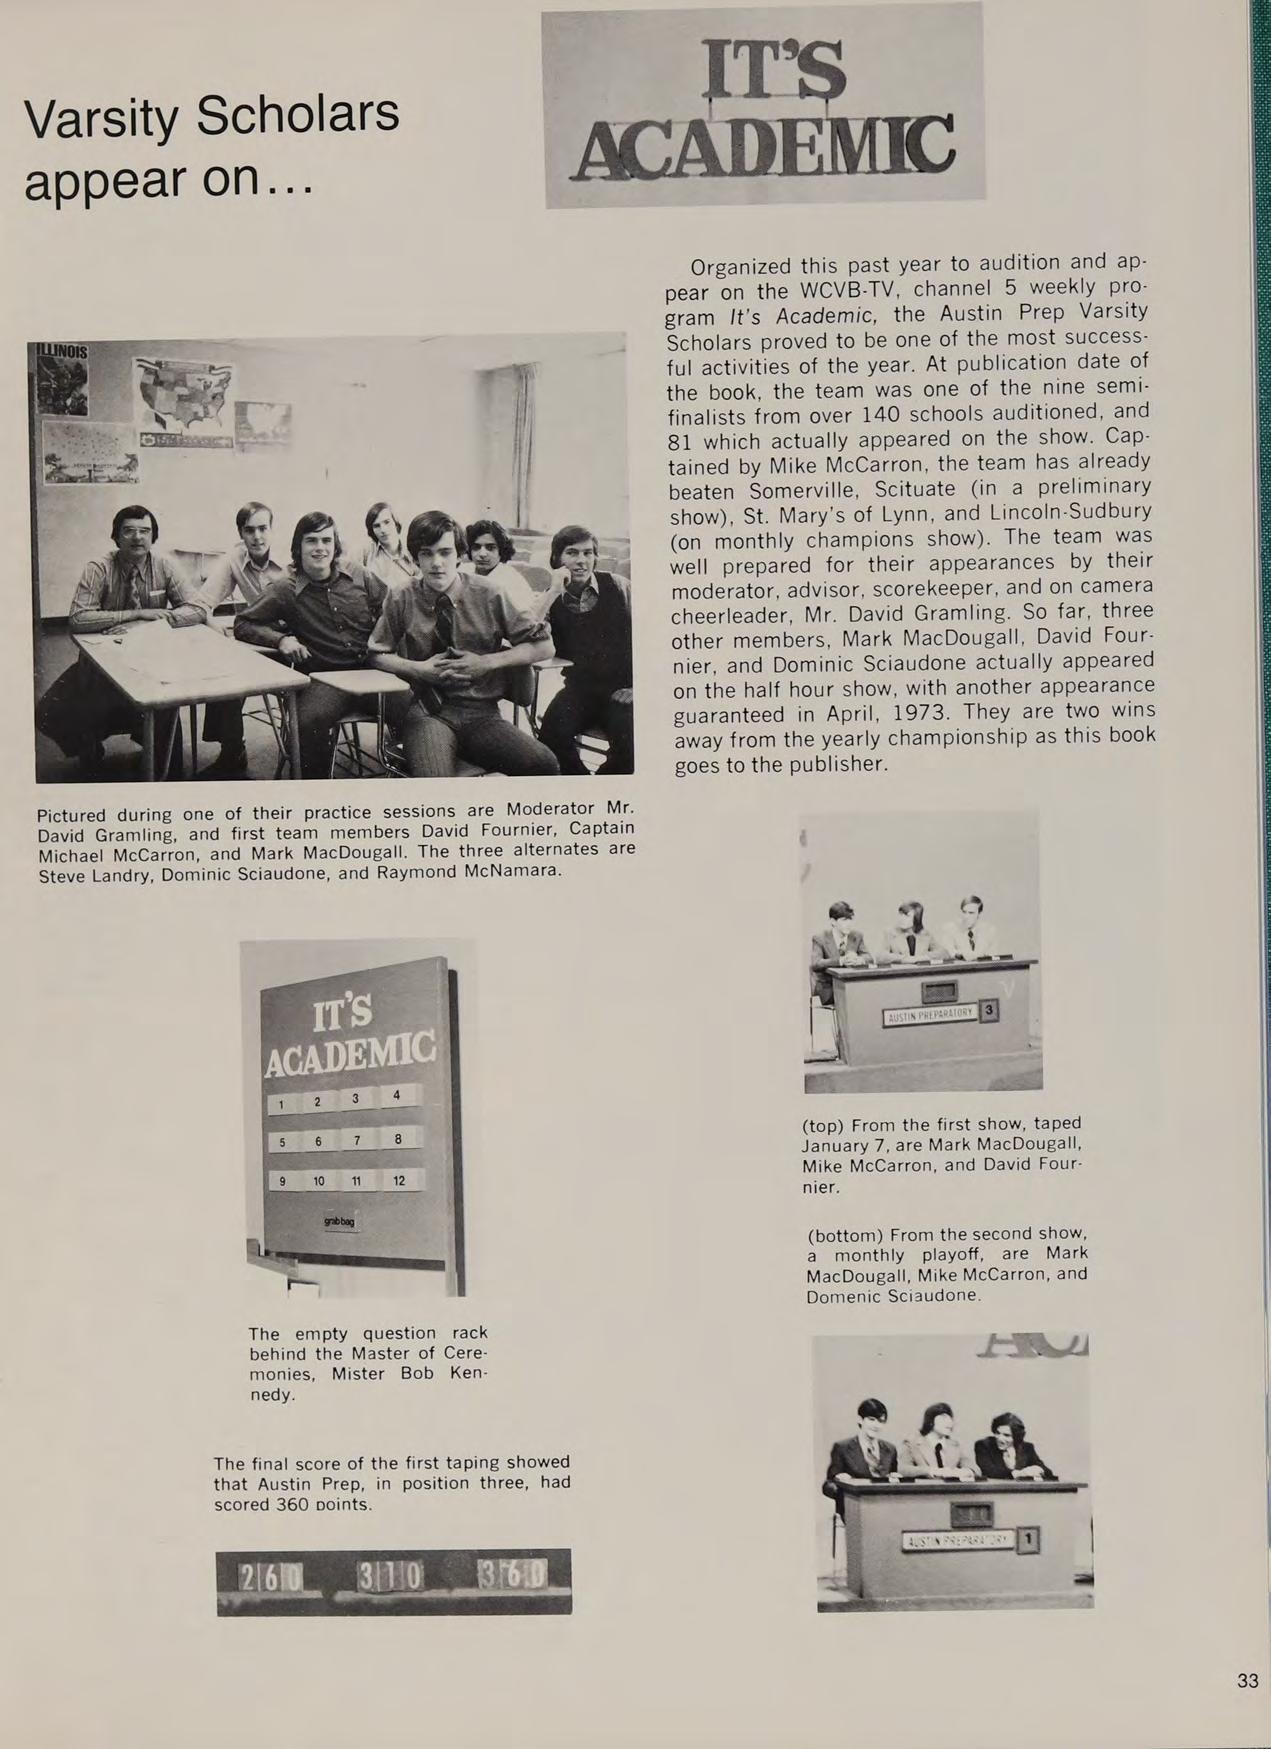 Varsity Scholars
appear on...
IT'S
ACADEMIC
Organized this past year to audition and ap-
pear on the WCVB-TV, channel 5 weekly pro-
gram It's Academic, the Austin Prep Varsity
Scholars proved to be one of the most success-
ful activities of the year. At publication date of
the book, the team was one of the nine semi-
finalists from over 140 schools auditioned, and
81 which actually appeared on the show. Cap-
tained by Mike McCarron, the team has already
beaten Somerville, Scituate (in a preliminary
show), St. Mary's of Lynn, and Lincoln-Sudbury
(on monthly champions show). The team was
well prepared for their appearances by their
moderator, advisor, scorekeeper, and on camera
cheerleader, Mr. David Gramling. So far, three
other members, Mark MacDougall, David Four-
nier, and Dominic Sciaudone actually appeared
on the half hour show, with another appearance
guaranteed in April, 1973. They are two wins
away from the yearly championship as this book
goes to the publisher.
ILLINOIS
Pictured during one of their practice sessions are Moderator Mr.
David Gramling, and first team members David Fournier, Captain
Michael McCarron, and Mark MacDougall. The three alternates are
Steve Landry, Dominic Sciaudone, and Raymond McNamara.
IT'S
ACADEMIC
1 2 3 4
5 6 7 8
9 10 11 12
grab bag
The empty question rack
behind the Master of Cere-
monies, Mister Bob Ken-
nedy.
The final score of the first taping showed
that Austin Prep, in position three, had
scored 360 points.
260 310 360
AUSTIN PREPARATORY 3
(top) From the first show, taped
January 7, are Mark MacDougall,
Mike McCarron, and David Four-
nier.
(bottom) From the second show,
a monthly playoff, are Mark
MacDougall, Mike McCarron, and
Domenic Sciaudone.
AC
AUSTIN PREPARATORY 1
33